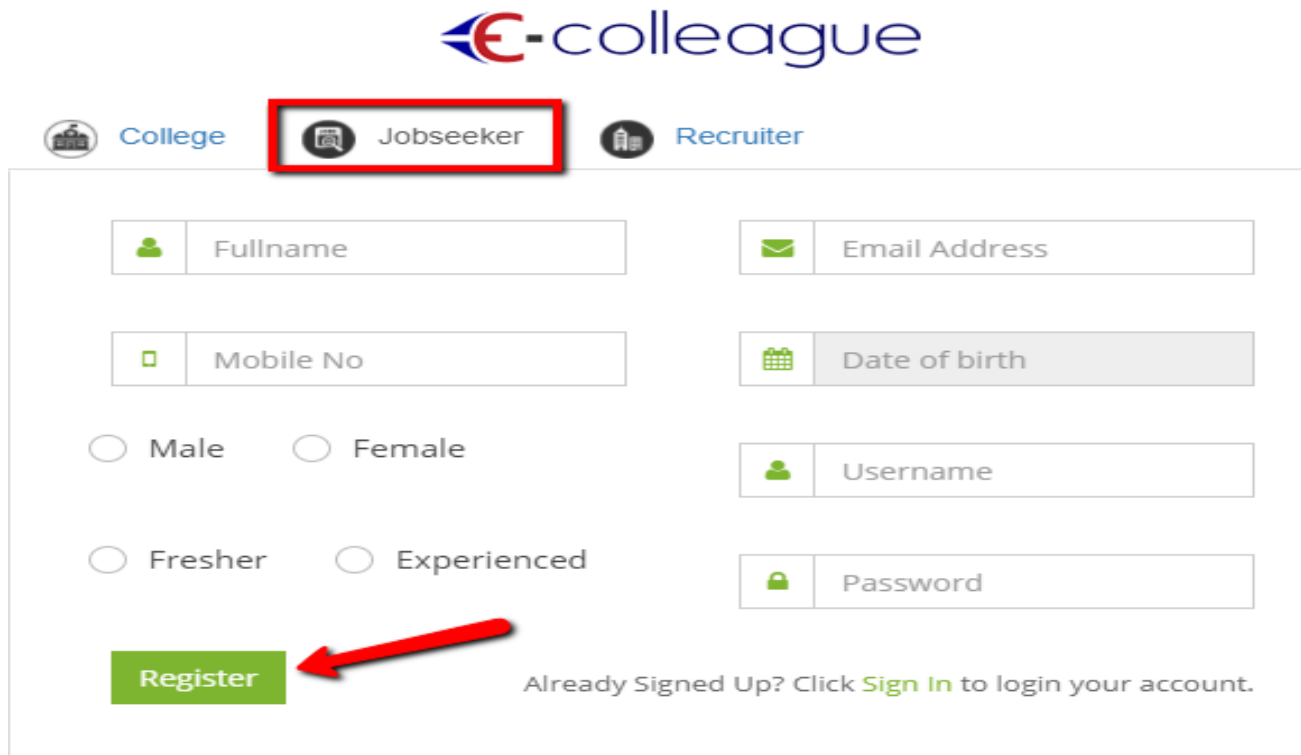 E-colleague
College Jobseeker Recruiter
Fullname Email Address
Mobile No Date of birth
Male Female
Username
Fresher Experienced
Password
Register
Already Signed Up? Click Sign In to login your account.